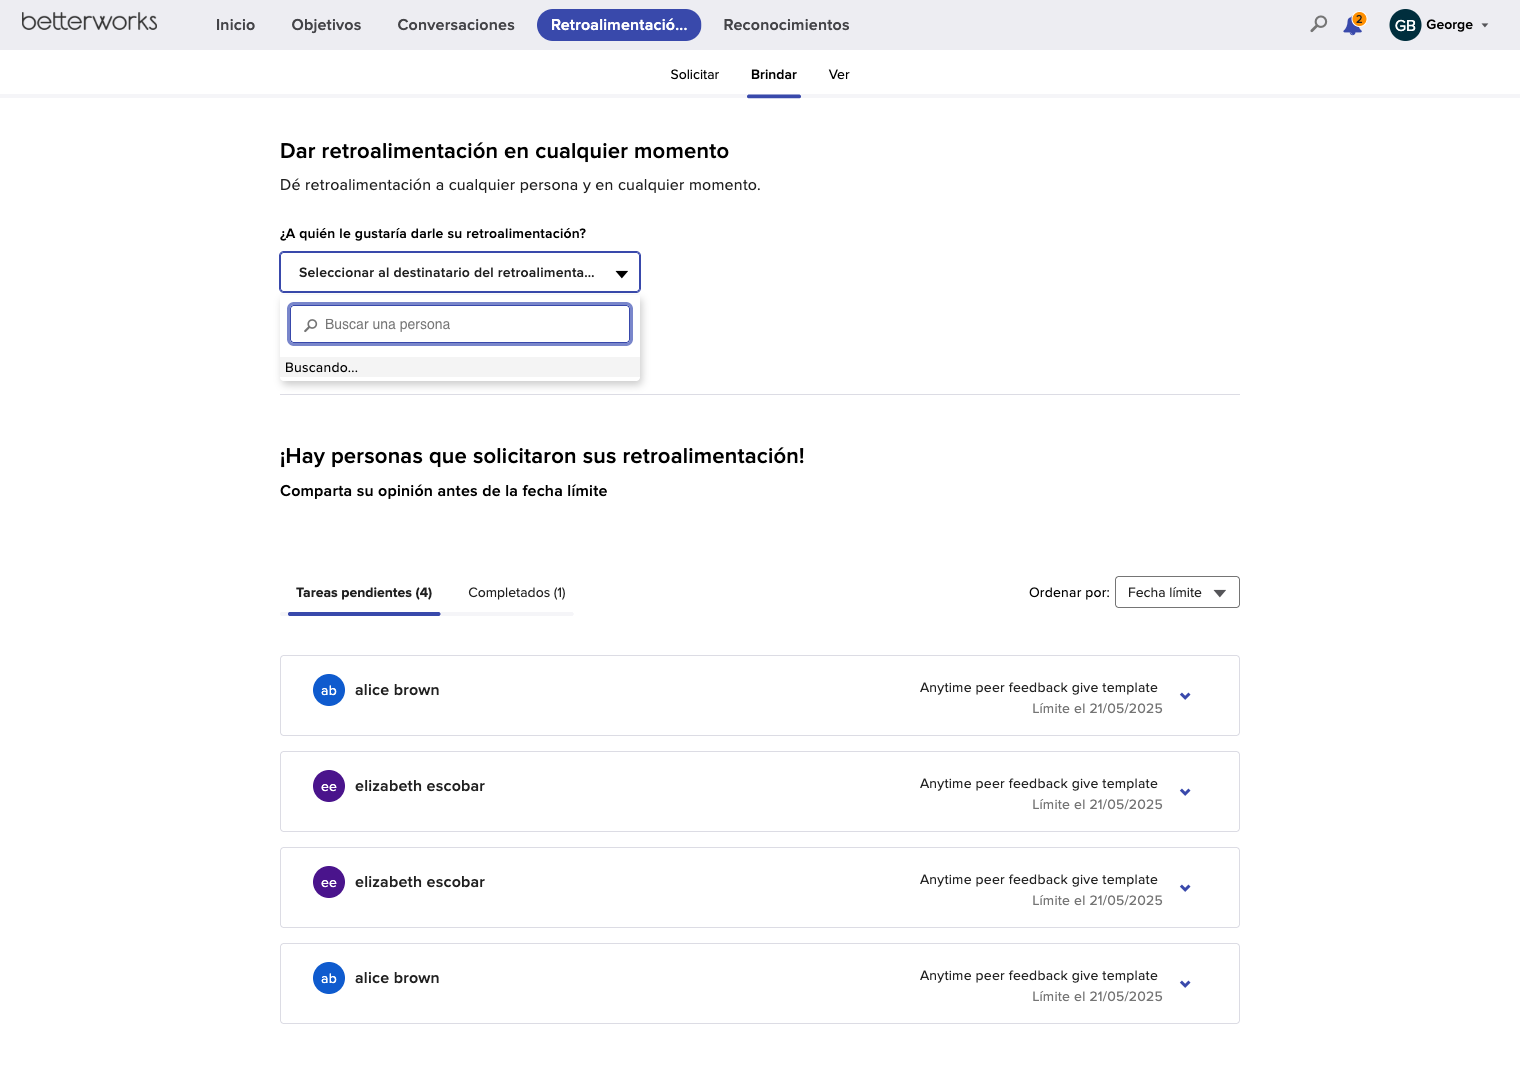 betterworks
Inicio
Objetivos
Conversaciones
Retroalimentació...
Reconocimientos
2
GB
George
Solicitar
Brindar
Ver
Dar retroalimentación en cualquier momento
Dé retroalimentación a cualquier persona y en cualquier momento.
¿A quién le gustaría darle su retroalimentación?
Seleccionar al destinatario del retroalimenta...
Buscar una persona
Buscando...
¡Hay personas que solicitaron sus retroalimentación!
Comparta su opinión antes de la fecha límite
Tareas pendientes (4)
Completados (1)
Ordenar por:
Fecha límite
ab
alice brown
Anytime peer feedback give template
Límite el 21/05/2025
ee
elizabeth escobar
Anytime peer feedback give template
Límite el 21/05/2025
ee
elizabeth escobar
Anytime peer feedback give template
Límite el 21/05/2025
ab
alice brown
Anytime peer feedback give template
Límite el 21/05/2025